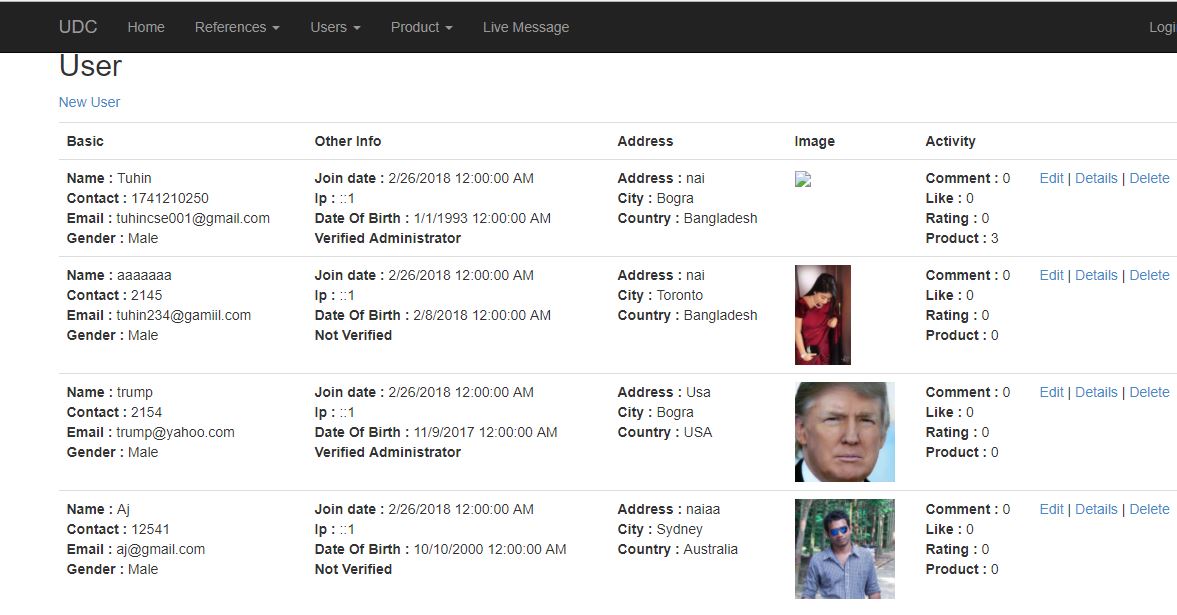 UDC Home References Users Product Live Message Logi
User
New User
Basic Other Info Address Image Activity
Name : Tuhin Join date : 2/26/2018 12:00:00 AM Address : nai Comment : 0 Edit | Details | Delete
Contact : 1741210250 Ip : ::1 City : Bogra Like : 0
Email : tuhincse001@gmail.com Date Of Birth : 1/1/1993 12:00:00 AM Country : Bangladesh Rating : 0
Gender : Male Verified Administrator Product : 3
Name : aaaaaaa Join date : 2/26/2018 12:00:00 AM Address : nai Comment : 0 Edit | Details | Delete
Contact : 2145 Ip : ::1 City : Toronto Like : 0
Email : tuhin234@gamiil.com Date Of Birth : 2/8/2018 12:00:00 AM Country : Bangladesh Rating : 0
Gender : Male Not Verified Product : 0
Name : trump Join date : 2/26/2018 12:00:00 AM Address : Usa Comment : 0 Edit | Details | Delete
Contact : 2154 Ip : ::1 City : Bogra Like : 0
Email : trump@yahoo.com Date Of Birth : 11/9/2017 12:00:00 AM Country : USA Rating : 0
Gender : Male Verified Administrator Product : 0
Name : Aj Join date : 2/26/2018 12:00:00 AM Address : naiaa Comment : 0 Edit | Details | Delete
Contact : 12541 Ip : ::1 City : Sydney Like : 0
Email : aj@gmail.com Date Of Birth : 10/10/2000 12:00:00 AM Country : Australia Rating : 0
Gender : Male Not Verified Product : 0